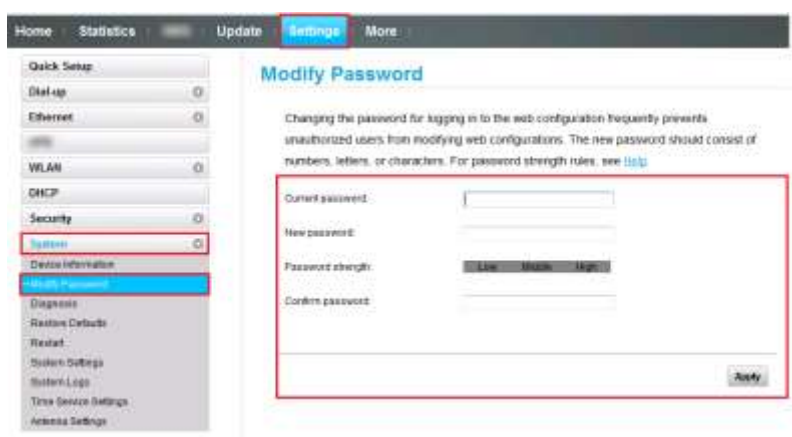 Home Statistics Update Settings More
Quick Setup
Dial-up
Ethernet
WLAN
DHCP
Security
System
Device Information
Modify Password
Diagnosis
Restore Defaults
Restart
System Settings
System Logs
Time Service Settings
Antenna Settings
Modify Password
Changing the password for logging in to the web configuration frequently prevents
unauthorized users from modifying web configurations. The new password should consist of
numbers, letters, or characters. For password strength rules, see Help.
Current password:
New password:
Password strength: Low Middle High
Confirm password:
Apply